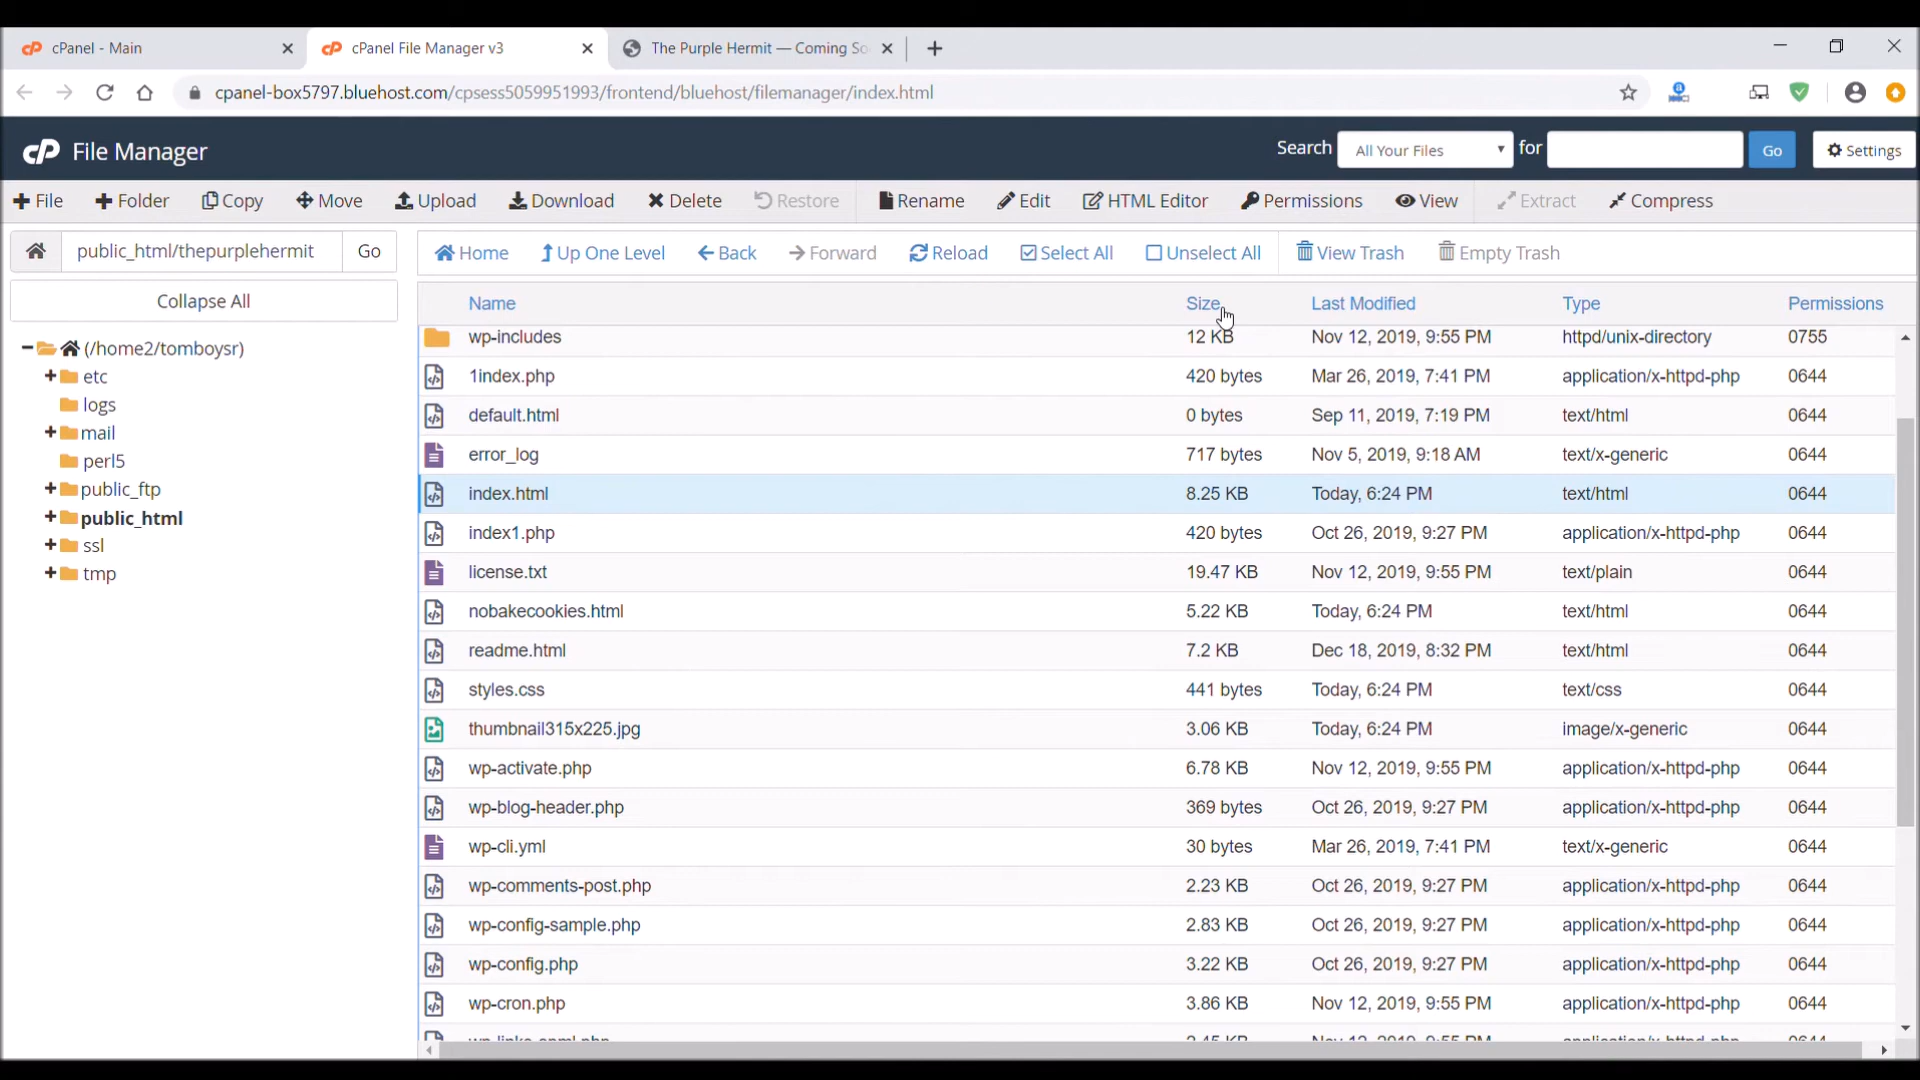 cPanel - Main
cPanel File Manager v3
The Purple Hermit — Coming So
cpanel-box5797.bluehost.com/cpsess5059951993/frontend/bluehost/filemanager/index.html
cP File Manager
Search All Your Files for Go Settings
File Folder Copy Move Upload Download Delete Restore Rename Edit HTML Editor Permissions View Extract Compress
public_html/thepurplehermit Go
Home Up One Level Back Forward Reload Select All Unselect All View Trash Empty Trash
Collapse All
(/home2/tomboysr)
etc
logs
mail
perl5
public_ftp
public_html
ssl
tmp
Name Size Last Modified Type Permissions
wp-includes 12 KB Nov 12, 2019, 9:55 PM httpd/unix-directory 0755
1index.php 420 bytes Mar 26, 2019, 7:41 PM application/x-httpd-php 0644
default.html 0 bytes Sep 11, 2019, 7:19 PM text/html 0644
error_log 717 bytes Nov 5, 2019, 9:18 AM text/x-generic 0644
index.html 8.25 KB Today, 6:24 PM text/html 0644
index1.php 420 bytes Oct 26, 2019, 9:27 PM application/x-httpd-php 0644
license.txt 19.47 KB Nov 12, 2019, 9:55 PM text/plain 0644
nobakecookies.html 5.22 KB Today, 6:24 PM text/html 0644
readme.html 7.2 KB Dec 18, 2019, 8:32 PM text/html 0644
styles.css 441 bytes Today, 6:24 PM text/css 0644
thumbnail315x225.jpg 3.06 KB Today, 6:24 PM image/x-generic 0644
wp-activate.php 6.78 KB Nov 12, 2019, 9:55 PM application/x-httpd-php 0644
wp-blog-header.php 369 bytes Oct 26, 2019, 9:27 PM application/x-httpd-php 0644
wp-cli.yml 30 bytes Mar 26, 2019, 7:41 PM text/x-generic 0644
wp-comments-post.php 2.23 KB Oct 26, 2019, 9:27 PM application/x-httpd-php 0644
wp-config-sample.php 2.83 KB Oct 26, 2019, 9:27 PM application/x-httpd-php 0644
wp-config.php 3.22 KB Oct 26, 2019, 9:27 PM application/x-httpd-php 0644
wp-cron.php 3.86 KB Nov 12, 2019, 9:55 PM application/x-httpd-php 0644